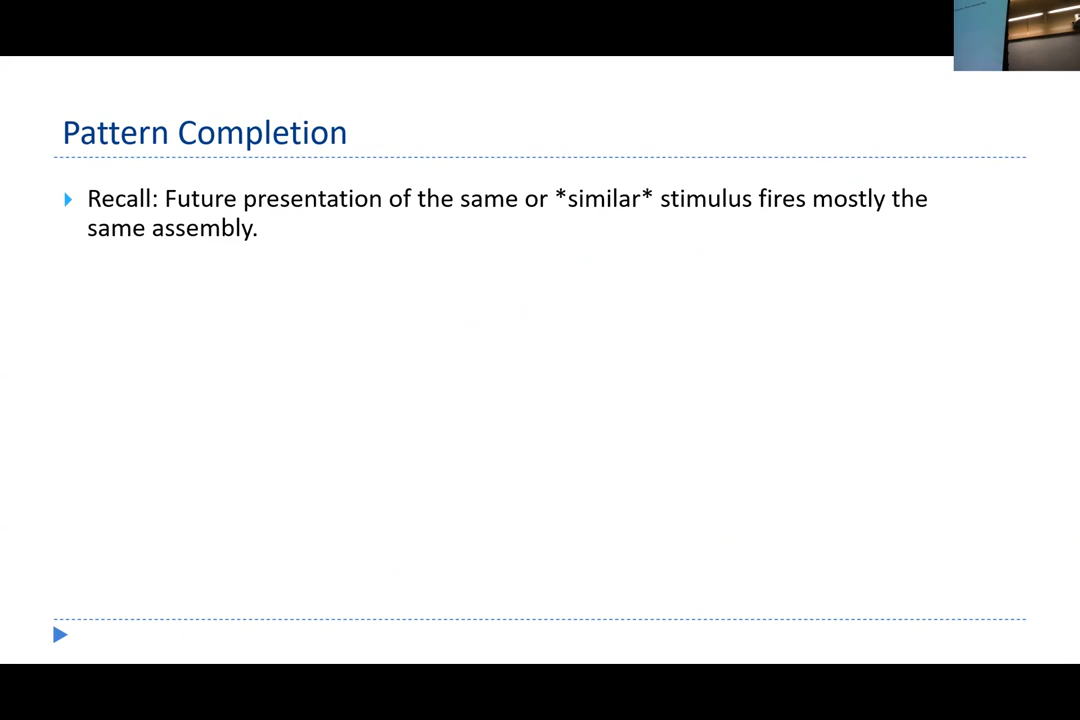 Pattern Completion
Recall: Future presentation of the same or *similar* stimulus fires mostly the
same assembly.